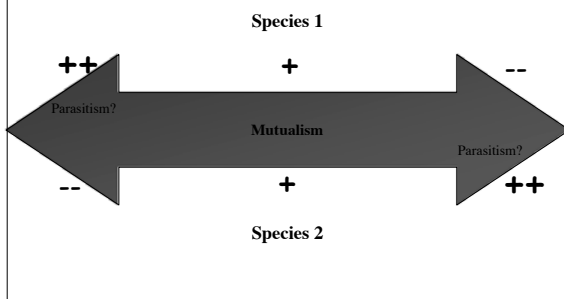 Species 1
++ + --
Parasitism?
Mutualism
Parasitism?
-- + ++
Species 2